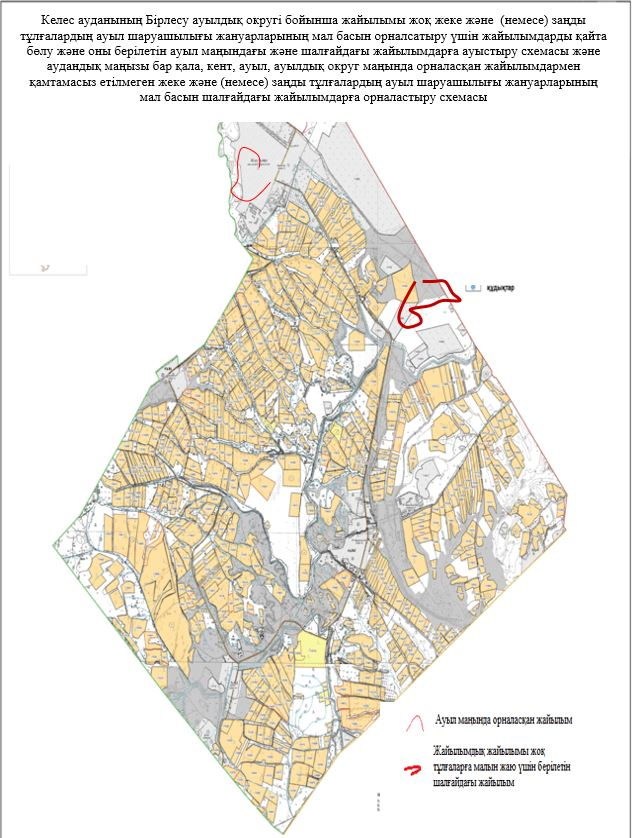 Келес ауданының Бірлесу ауылдық округі бойынша жайылымы жоқ жеке және (немесе) заңды
тұлғалардың ауыл шаруашылығы жануарларының мал басын орналсатыру үшін жайылымдарды қайта
бөлу және оны берілетін ауыл маңындағы және шалғайдағы жайылымдарға ауыстыру схемасы және
аудандық маңызы бар қала, кент, ауыл, ауылдық округ маңында орналасқан жайылымдармен
қамтамасыз етілмеген жеке және (немесе) заңды тұлғалардың ауыл шаруашылығы жануарларының
мал басын шалғайдағы жайылымдарға орналастыру схемасы
құдықтар
Ауыл маңында орналасқан жайылым
Жайылымдық жайылымы жоқ
тұлғаларға малын жаю үшін берілетін
шалғайдағы жайылым